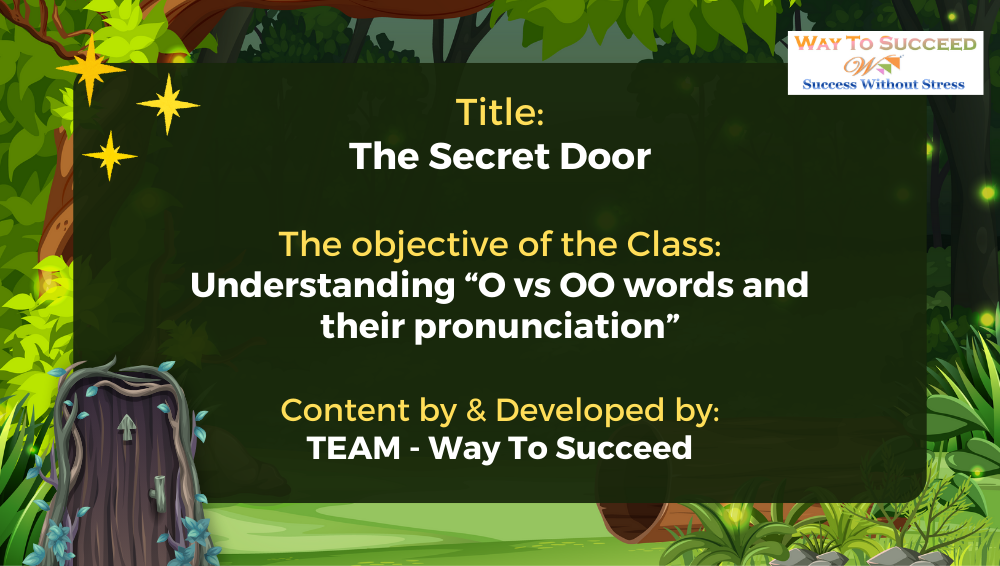 WAY TO SUCCEED
W
Success Without Stress
Title:
The Secret Door
The objective of the Class:
Understanding “O vs OO words and
their pronunciation”
Content by & Developed by:
TEAM - Way To Succeed